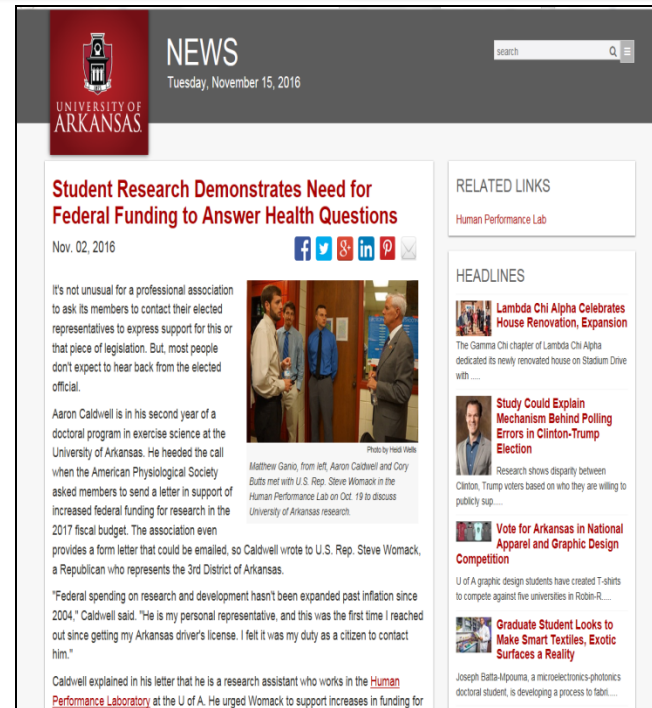 UNIVERSITY OF
ARKANSAS.
NEWS
Tuesday, November 15, 2016
search
Student Research Demonstrates Need for
Federal Funding to Answer Health Questions
Nov. 02, 2016
It's not unusual for a professional association
to ask its members to contact their elected
representatives to express support for this or
that piece of legislation. But, most people
don't expect to hear back from the elected
official.
Photo by Heidi Wells
Matthew Ganio, from left, Aaron Caldwell and Cory
Butts met with U.S. Rep. Steve Womack in the
Human Performance Lab on Oct. 19 to discuss
University of Arkansas research.
Aaron Caldwell is in his second year of a
doctoral program in exercise science at the
University of Arkansas. He heeded the call
when the American Physiological Society
asked members to send a letter in support of
increased federal funding for research in the
2017 fiscal budget. The association even
provides a form letter that could be emailed, so Caldwell wrote to U.S. Rep. Steve Womack,
a Republican who represents the 3rd District of Arkansas.
"Federal spending on research and development hasn't been expanded past inflation since
2004," Caldwell said. "He is my personal representative, and this was the first time I reached
out since getting my Arkansas driver's license. I felt it was my duty as a citizen to contact
him."
Caldwell explained in his letter that he is a research assistant who works in the Human
Performance Laboratory at the U of A. He urged Womack to support increases in funding for
RELATED LINKS
Human Performance Lab
HEADLINES
Lambda Chi Alpha Celebrates
House Renovation, Expansion
The Gamma Chi chapter of Lambda Chi Alpha
dedicated its newly renovated house on Stadium Drive
with .....
Study Could Explain
Mechanism Behind Polling
Errors in Clinton-Trump
Election
Research shows disparity between
Clinton, Trump voters based on who they are willing to
publicly sup.....
Vote for Arkansas in National
Apparel and Graphic Design
Competition
U of A graphic design students have created T-shirts
to compete against five universities in Robin-R.....
Graduate Student Looks to
Make Smart Textiles, Exotic
Surfaces a Reality
Joseph Batta-Mpouma, a microelectronics-photonics
doctoral student, is developing a process to fabri.....